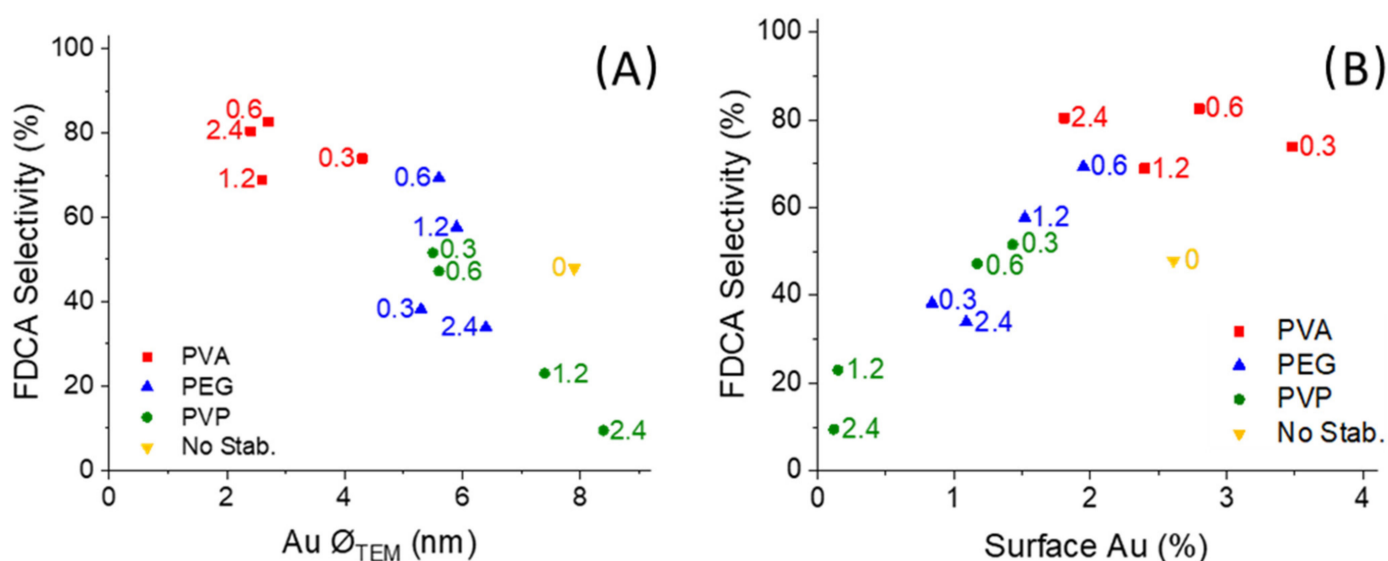 (A)
FDCA Selectivity (%)
100
80
60
40
20
0
0.6
2.4
1.2
0.3
0.6
1.2
0.3
0.6
0
0.3
2.4
1.2
2.4
PVA
PEG
PVP
No Stab.
0 2 4 6 8
Au ØTEM (nm)
(B)
FDCA Selectivity (%)
100
80
60
40
20
0
2.4
0.6
0.3
1.2
0.6
1.2
0.3
0.6
0
0.3
2.4
1.2
2.4
PVA
PEG
PVP
No Stab.
0 1 2 3 4
Surface Au (%)